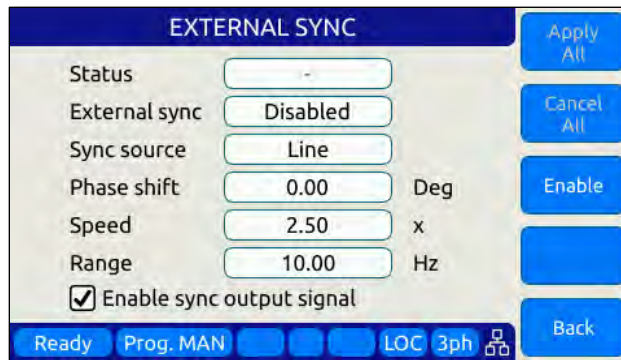 EXTERNAL SYNC
Apply All
Status -
Cancel All
External sync Disabled
Sync source Line
Phase shift 0.00 Deg
Enable
Speed 2.50 x
Range 10.00 Hz
Enable sync output signal
Back
Ready Prog. MAN LOC 3ph